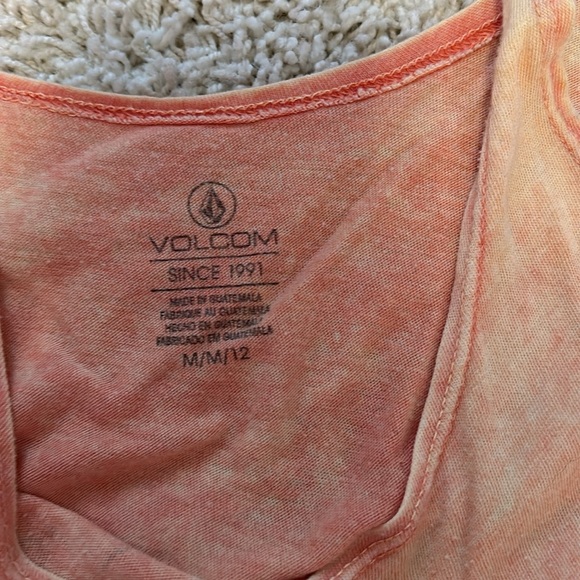 VOLCOM
SINCE 1991
MADE IN GUATEMALA
FABRIQUE AU GUATEMALA
HECHO EN GUATEMALA
FABRICADO EM GUATEMALA
M/M/12